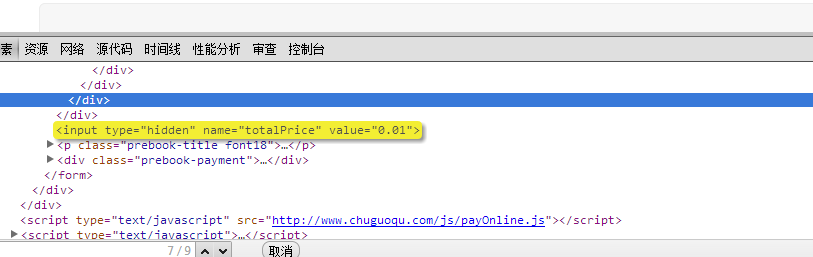 素 资源 网络 源代码 时间线 性能分析 审查 控制台
</div>
</div>
</div>
</div>
<input type="hidden" name="totalPrice" value="0.01">
▶<p class="prebook-title font18">…</p>
▶<div class="prebook-payment">…</div>
</form>
</div>
</div>
<script type="text/javascript" src="http://www.chuguoqu.com/js/payOnline.js"></script>
▶<script type="text/javascript">…</script>
7/9 取消